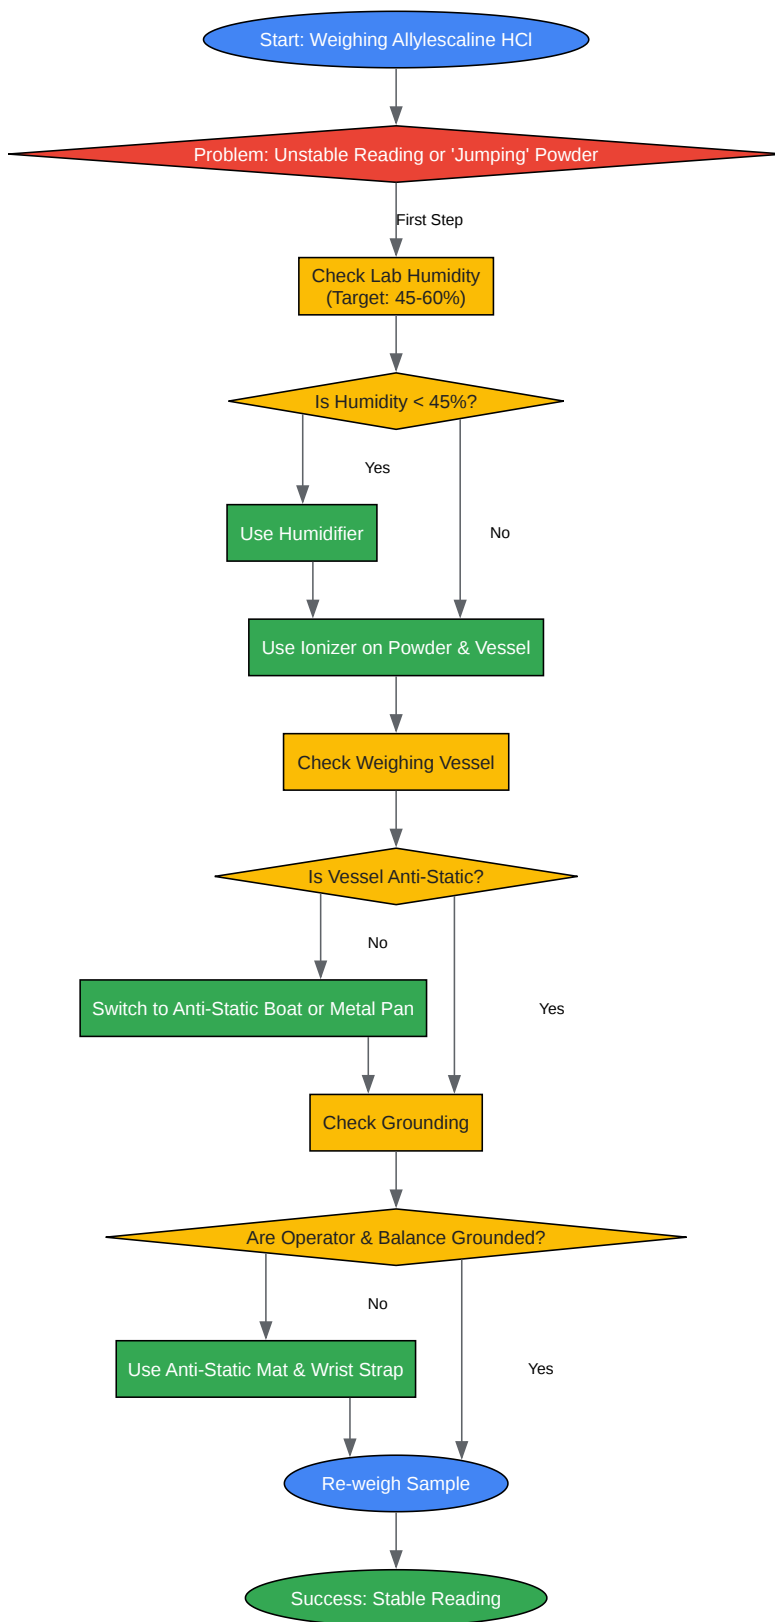 Start: Weighing Allylescaline HCl
Problem: Unstable Reading or 'Jumping' Powder
First Step
Check Lab Humidity
(Target: 45-60%)
Is Humidity < 45%?
Yes
Use Humidifier
No
Use Ionizer on Powder & Vessel
Check Weighing Vessel
Is Vessel Anti-Static?
No
Switch to Anti-Static Boat or Metal Pan
Yes
Check Grounding
Are Operator & Balance Grounded?
No
Use Anti-Static Mat & Wrist Strap
Yes
Re-weigh Sample
Success: Stable Reading